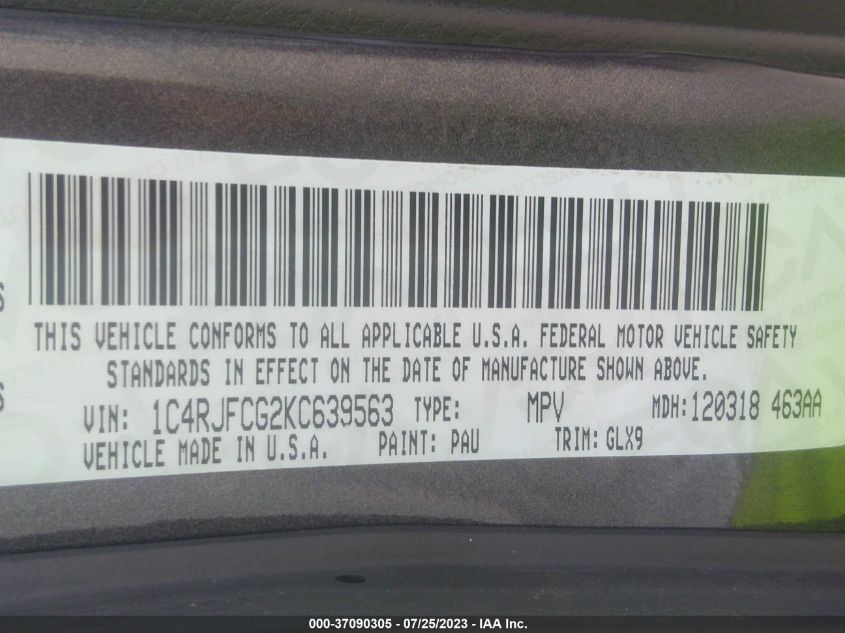 THIS VEHICLE CONFORMS TO ALL APPLICABLE U.S.A. FEDERAL MOTOR VEHICLE SAFETY
STANDARDS IN EFFECT ON THE DATE OF MANUFACTURE SHOWN ABOVE.
VIN: 1C4RJFCG2KC639563 TYPE: MPV MDH:120318 463AA
VEHICLE MADE IN U.S.A. PAINT: PAU TRIM: GLX9
000-37090305 / 07/25/2023 - IAA Inc.